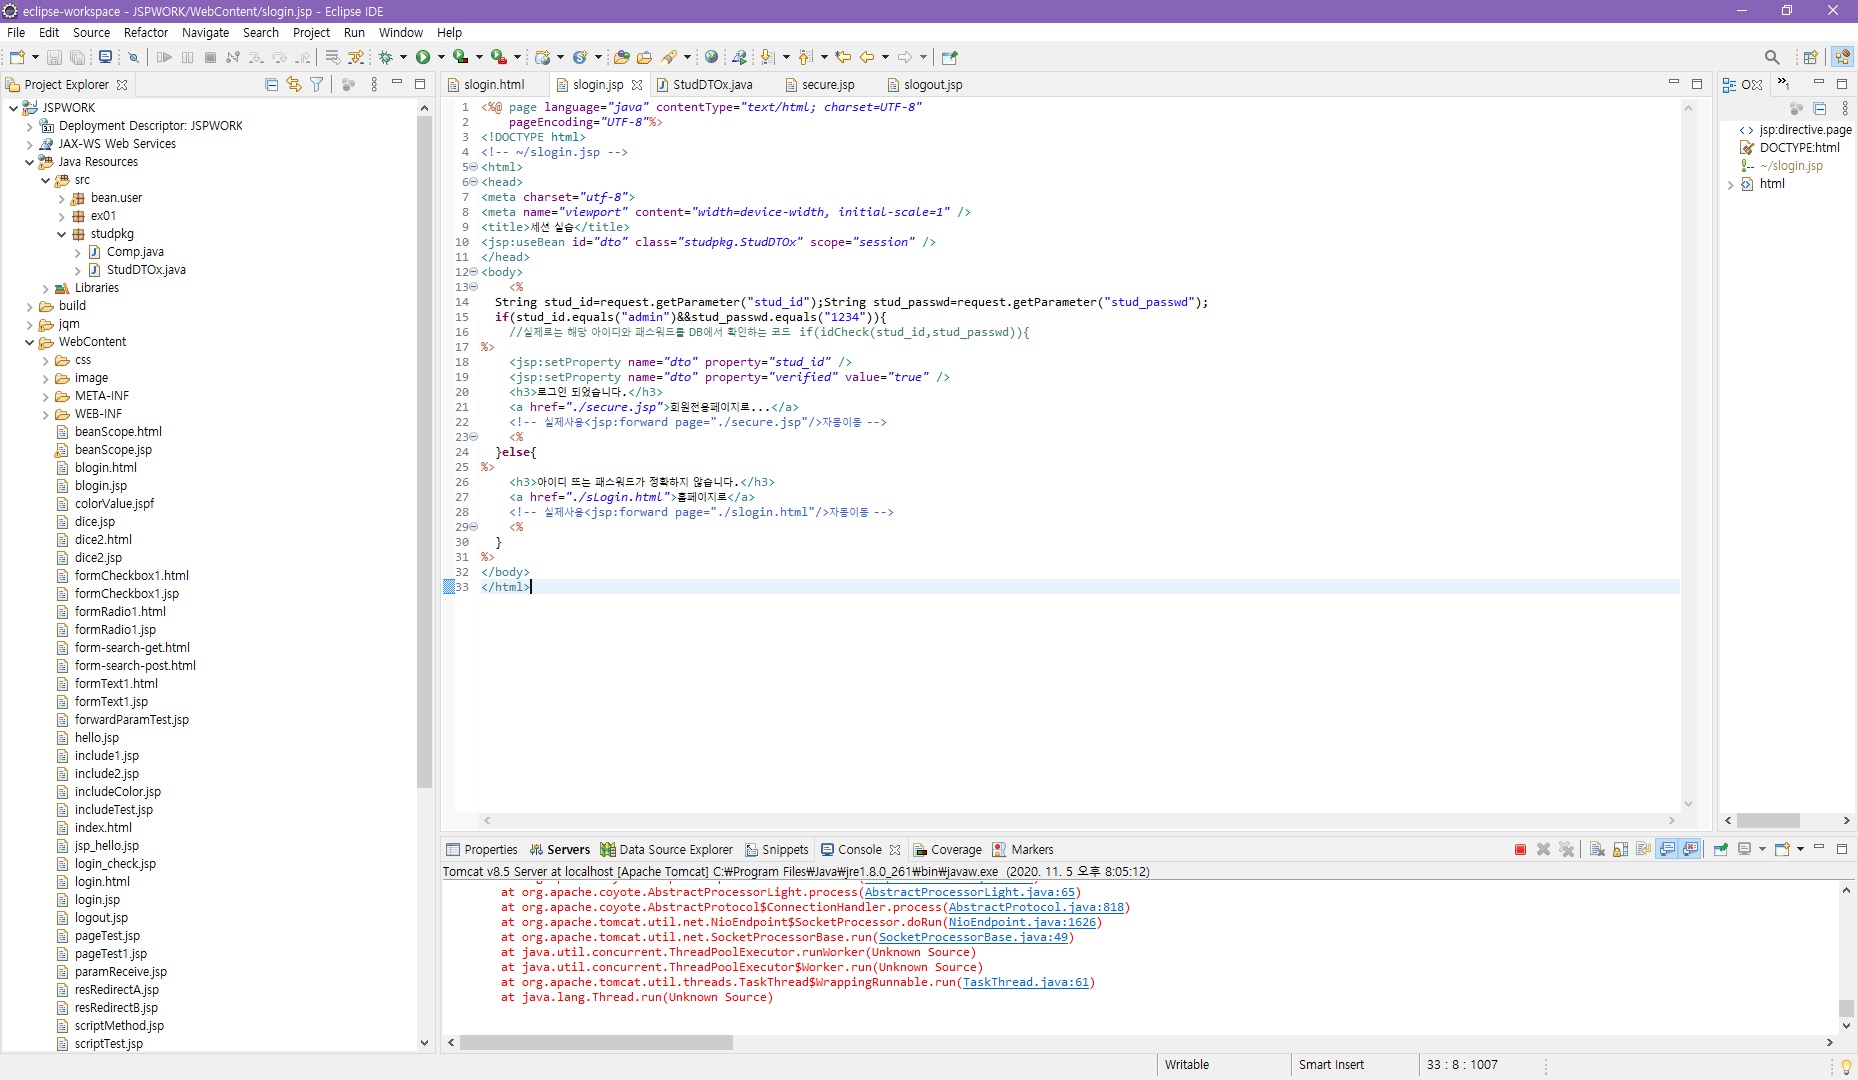 eclipse-workspace - JSPWORK/WebContent/slogin.jsp - Eclipse IDE
File Edit Source Refactor Navigate Search Project Run Window Help
Project Explorer
JSPWORK
Deployment Descriptor: JSPWORK
JAX-WS Web Services
Java Resources
src
bean.user
ex01
studpkg
Comp.java
StudDTOx.java
Libraries
build
jqm
WebContent
css
image
META-INF
WEB-INF
beanScope.html
beanScope.jsp
blogin.html
blogin.jsp
colorValue.jspf
dice.jsp
dice2.html
dice2.jsp
formCheckbox1.html
formCheckbox1.jsp
formRadio1.html
formRadio1.jsp
form-search-get.html
form-search-post.html
formText1.html
formText1.jsp
forwardParamTest.jsp
hello.jsp
include1.jsp
include2.jsp
includeColor.jsp
includeTest.jsp
index.html
jsp_hello.jsp
login_check.jsp
login.html
login.jsp
logout.jsp
pageTest.jsp
pageTest1.jsp
paramReceive.jsp
resRedirectA.jsp
resRedirectB.jsp
scriptMethod.jsp
scriptTest.jsp
slogin.html slogin.jsp StudDTOx.java secure.jsp slogout.jsp
1 <%@ page language="java" contentType="text/html; charset=UTF-8"
2 pageEncoding="UTF-8"%>
3 <!DOCTYPE html>
4 <!-- ~/slogin.jsp -->
5 <html>
6 <head>
7 <meta charset="utf-8">
8 <meta name="viewport" content="width=device-width, initial-scale=1" />
9 <title>세션 실습</title>
10 <jsp:useBean id="dto" class="studpkg.StudDTOx" scope="session" />
11 </head>
12 <body>
13 <%
14 String stud_id=request.getParameter("stud_id");String stud_passwd=request.getParameter("stud_passwd");
15 if(stud_id.equals("admin")&&stud_passwd.equals("1234")){
16 //실제로는 해당 아이디와 패스워드를 DB에서 확인하는 코드 if(idCheck(stud_id,stud_passwd)){
17 %>
18 <jsp:setProperty name="dto" property="stud_id" />
19 <jsp:setProperty name="dto" property="verified" value="true" />
20 <h3>로그인 되었습니다.</h3>
21 <a href="./secure.jsp">회원전용페이지로...</a>
22 <!-- 실제사용<jsp:forward page="./secure.jsp"/>자동이동 -->
23 <%
24 }else{
25 %>
26 <h3>아이디 또는 패스워드가 정확하지 않습니다.</h3>
27 <a href="./sLogin.html">홈페이지로</a>
28 <!-- 실제사용<jsp:forward page="./slogin.html"/>자동이동 -->
29 <%
30 }
31 %>
32 </body>
33 </html>
jsp:directive.page
DOCTYPE:html
~/slogin.jsp
html
Properties Servers Data Source Explorer Snippets Console Coverage Markers
Tomcat v8.5 Server at localhost [Apache Tomcat] C:₩Program Files₩Java₩jre1.8.0_261₩bin₩javaw.exe (2020. 11. 5 오후 8:05:12)
at org.apache.coyote.AbstractProcessorLight.process(AbstractProcessorLight.java:65)
at org.apache.coyote.AbstractProtocol$ConnectionHandler.process(AbstractProtocol.java:818)
at org.apache.tomcat.util.net.NioEndpoint$SocketProcessor.doRun(NioEndpoint.java:1626)
at org.apache.tomcat.util.net.SocketProcessorBase.run(SocketProcessorBase.java:49)
at java.util.concurrent.ThreadPoolExecutor.runWorker(Unknown Source)
at java.util.concurrent.ThreadPoolExecutor$Worker.run(Unknown Source)
at org.apache.tomcat.util.threads.TaskThread$WrappingRunnable.run(TaskThread.java:61)
at java.lang.Thread.run(Unknown Source)
Writable Smart Insert 33 : 8 : 1007